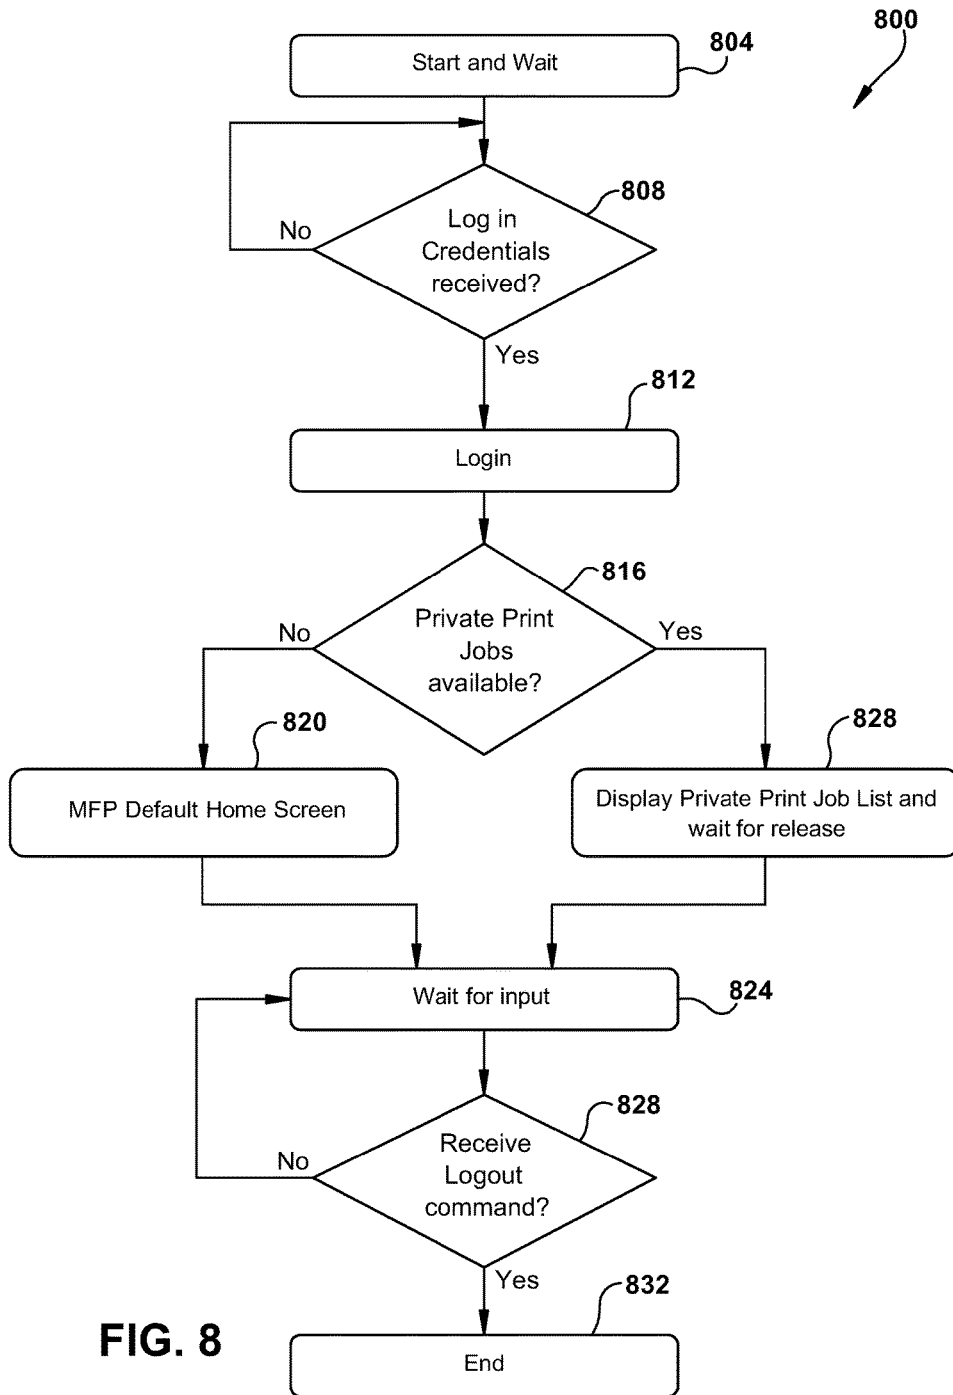 800
Start and Wait
804
808
Log in
Credentials
received?
No
Yes
812
Login
816
Private Print
Jobs
available?
No
Yes
820
828
MFP Default Home Screen
Display Private Print Job List and
wait for release
Wait for input
824
828
Receive
Logout
command?
No
Yes
832
End
FIG. 8